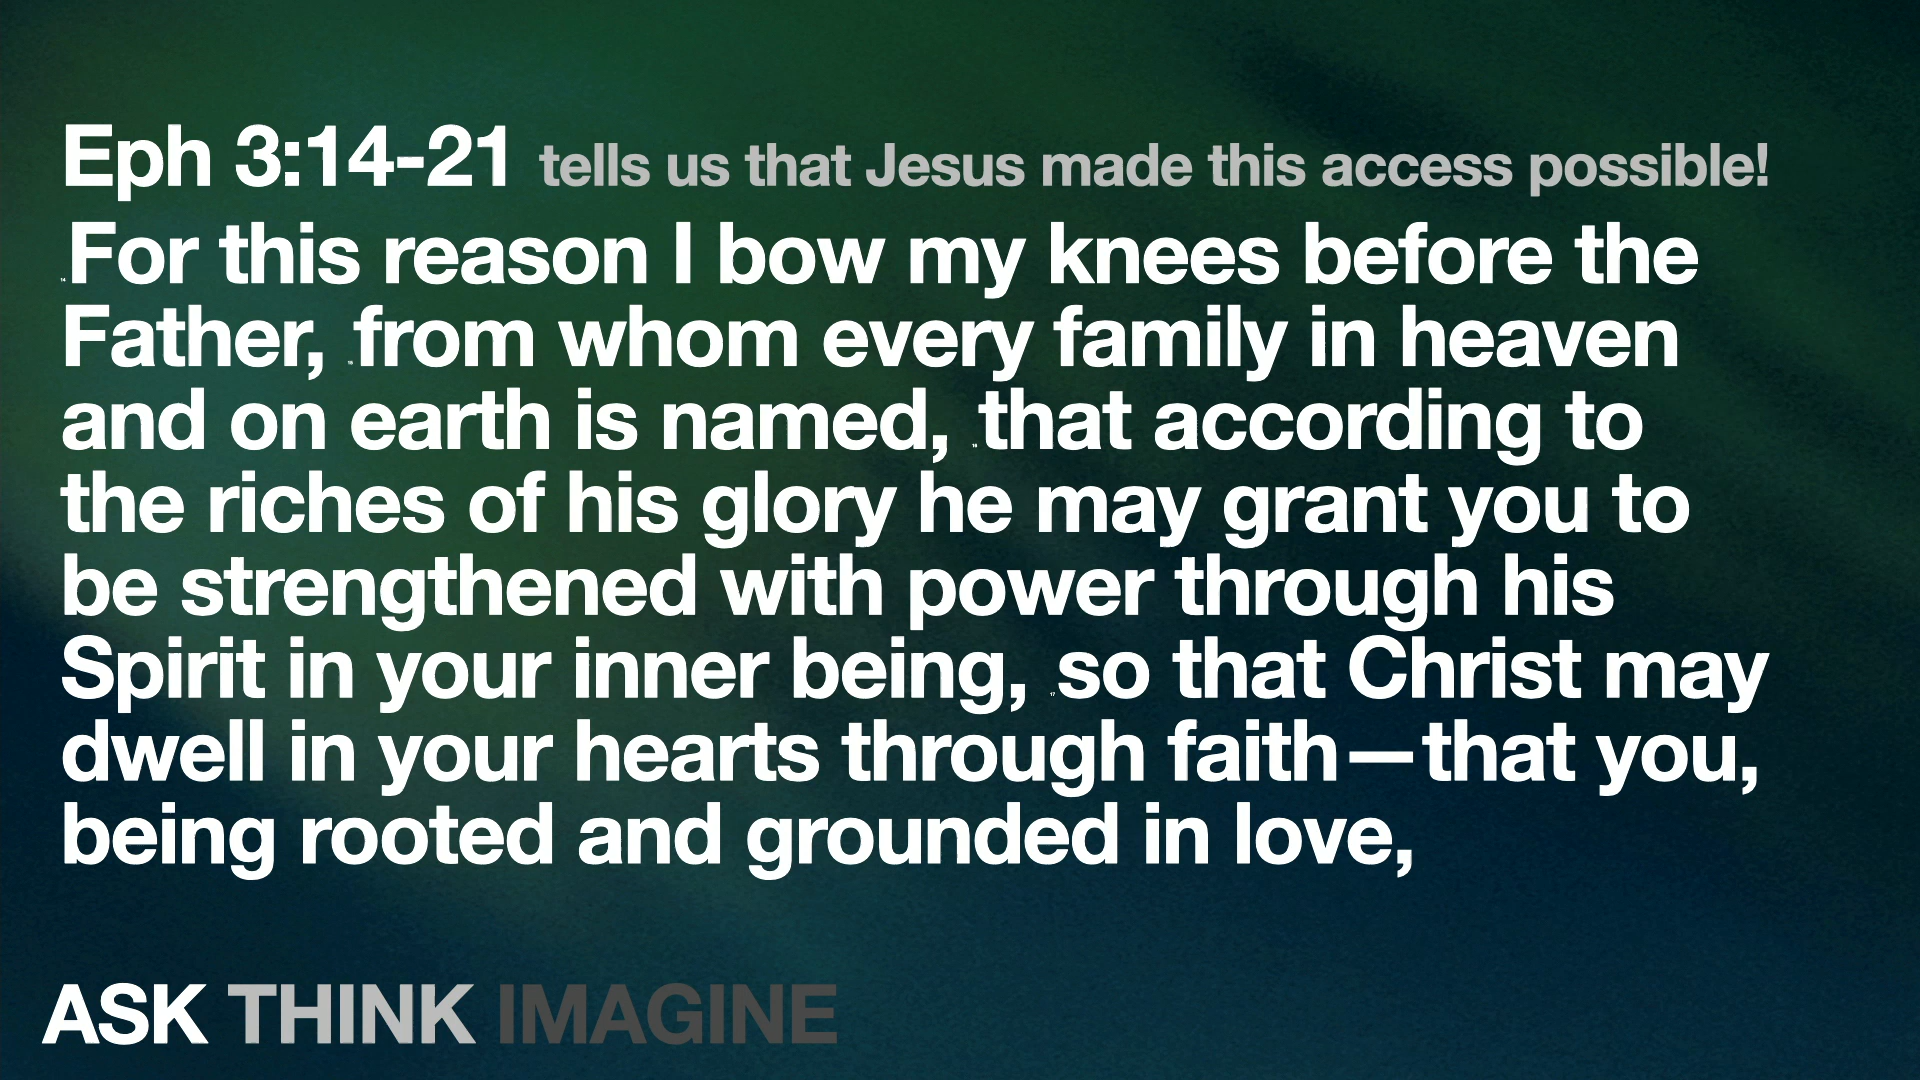 Eph 3:14-21 tells us that Jesus made this access possible!
14 For this reason I bow my knees before the
Father, 15 from whom every family in heaven
and on earth is named, 16 that according to
the riches of his glory he may grant you to
be strengthened with power through his
Spirit in your inner being, 17 so that Christ may
dwell in your hearts through faith—that you,
being rooted and grounded in love,
ASK THINK IMAGINE